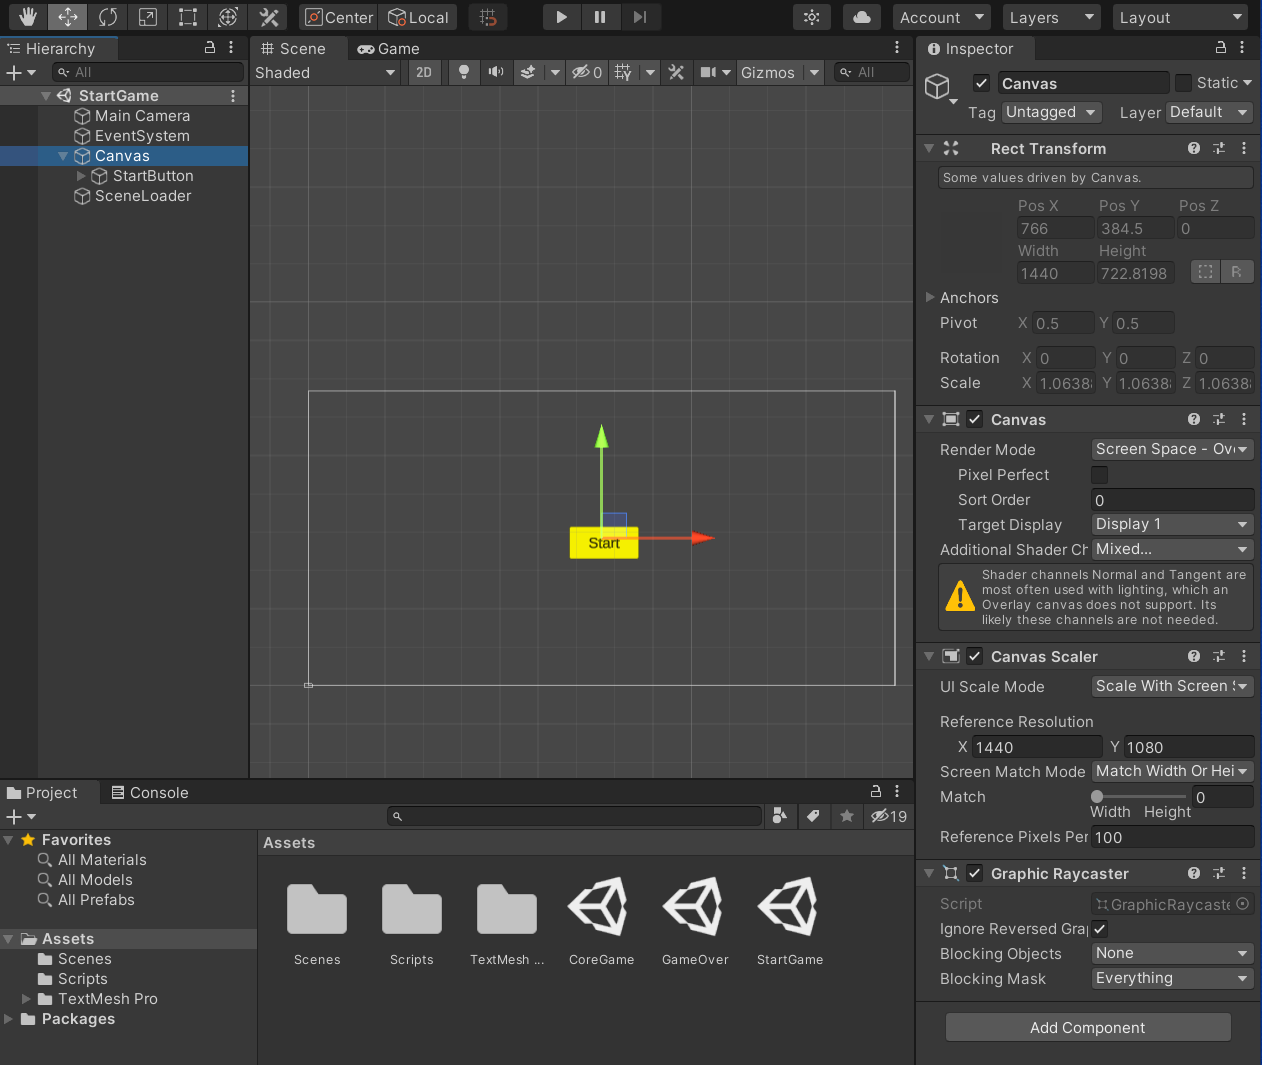 Center
Local
Account
Layers
Layout
Hierarchy
Scene
Game
Inspector
All
Shaded
2D
0
Gizmos
All
Canvas
Static
StartGame
Main Camera
EventSystem
Canvas
StartButton
SceneLoader
Tag
Untagged
Layer
Default
Rect Transform
Some values driven by Canvas.
Pos X
Pos Y
Pos Z
766
384.5
0
Width
Height
1440
722.8198
R
Anchors
Pivot
X
0.5
Y
0.5
Rotation
X
0
Y
0
Z
0
Scale
X
1.0638
Y
1.0638
Z
1.0638
Canvas
Render Mode
Screen Space - Ov
Pixel Perfect
Sort Order
0
Target Display
Display 1
Additional Shader Ch
Mixed...
Shader channels Normal and Tangent are
most often used with lighting, which an
Overlay canvas does not support. Its
likely these channels are not needed.
Start
Canvas Scaler
UI Scale Mode
Scale With Screen S
Reference Resolution
X
1440
Y
1080
Screen Match Mode
Match Width Or Hei
Match
0
Width
Height
Reference Pixels Per
100
Graphic Raycaster
Script
GraphicRaycaste
Ignore Reversed Gra
Blocking Objects
None
Blocking Mask
Everything
Add Component
Project
Console
19
Favorites
All Materials
All Models
All Prefabs
Assets
Scenes
Scripts
TextMesh Pro
Packages
Assets
Scenes
Scripts
TextMesh ...
CoreGame
GameOver
StartGame